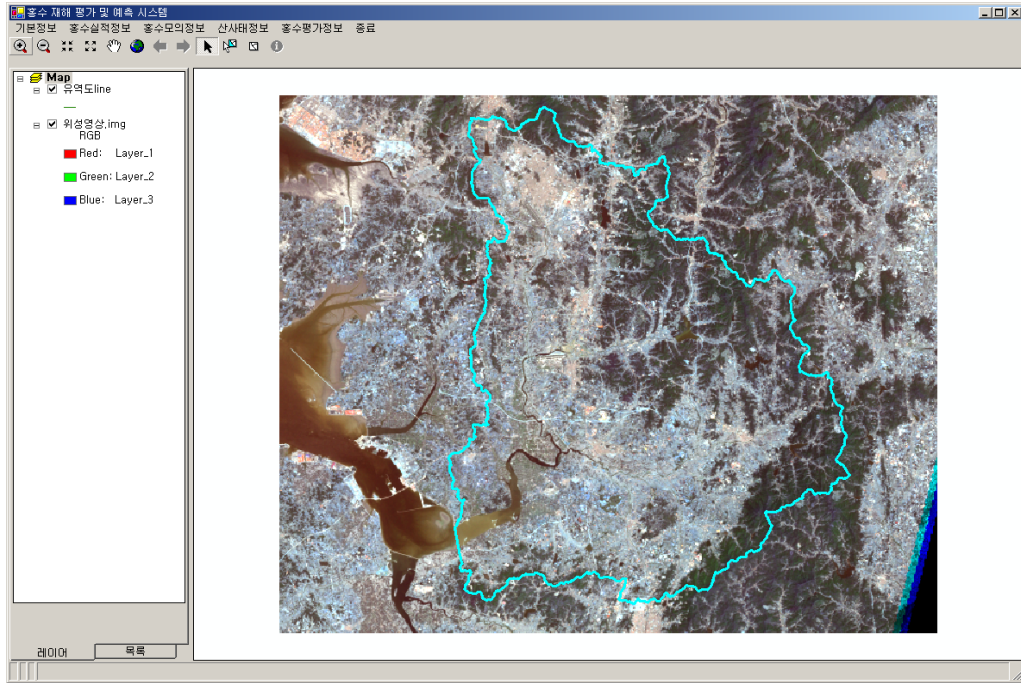 홍수 재해 평가 및 예측 시스템
기본정보 홍수실적정보 홍수모의정보 산사태정보 홍수평가정보 종료
Map
유역도line
위성영상.img
RGB
Red: Layer_1
Green: Layer_2
Blue: Layer_3
레이어 목록